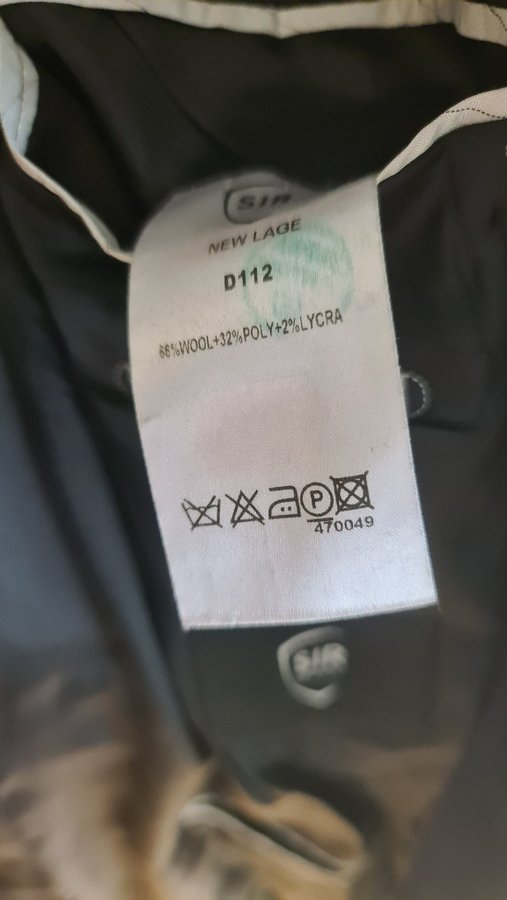 SIR
NEW LAGE
D112
66%WOOL+32%POLY+2%LYCRA
P
470049
SIR